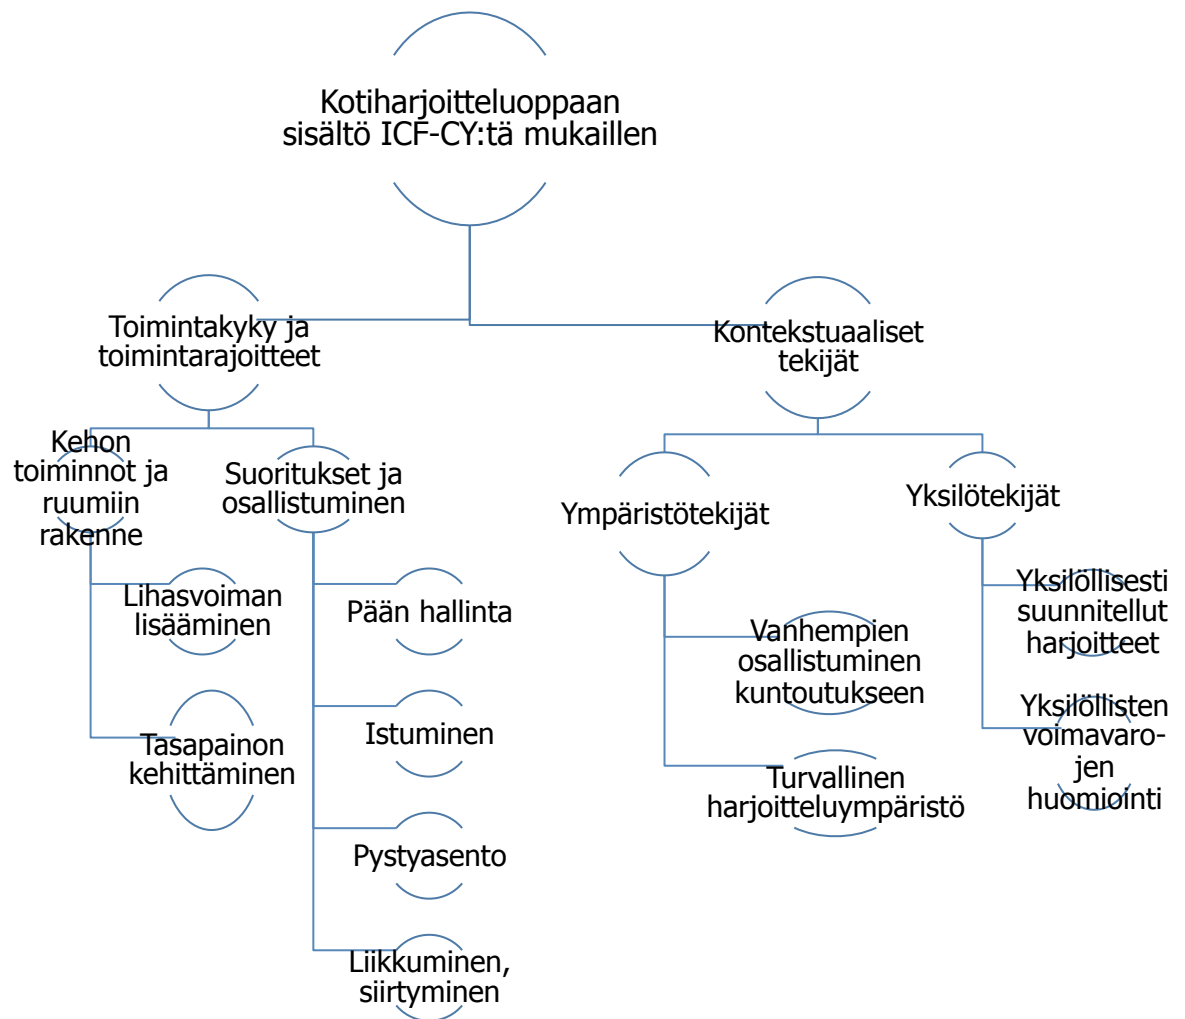 Kotiharjoitteluoppaan
sisältö ICF-CY:tä mukaillen
Toimintakyky ja
toimintarajoitteet
Kontekstuaaliset
tekijät
Kehon
toiminnot ja
ruumiin
rakenne
Suoritukset ja
osallistuminen
Ympäristötekijät
Yksilötekijät
Lihasvoiman
lisääminen
Tasapainon
kehittäminen
Pään hallinta
Istuminen
Pystyasento
Liikkuminen,
siirtyminen
Vanhempien
osallistuminen
kuntoutukseen
Turvallinen
harjoitteluympäristö
Yksilöllisesti
suunnitellut
harjoitteet
Yksilöllisten
voimavaro-
jen
huomiointi